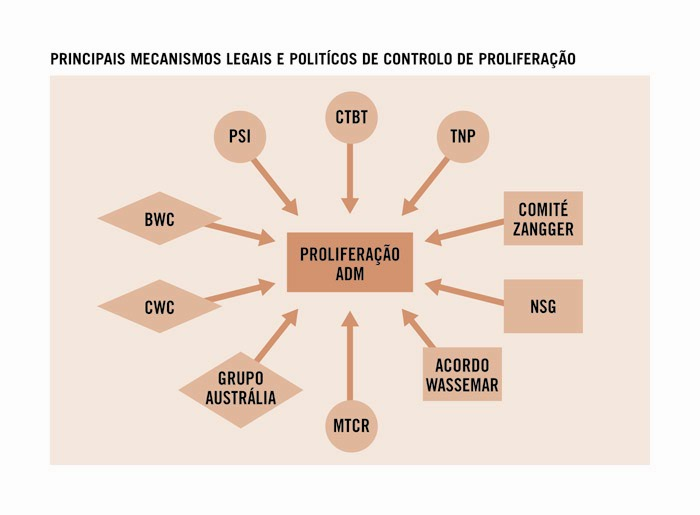 PRINCIPAIS MECANISMOS LEGAIS E POLITÍCOS DE CONTROLO DE PROLIFERAÇÃO
PSI
CTBT
TNP
BWC
COMITÉ
ZANGGER
PROLIFERAÇÃO
ADM
CWC
NSG
GRUPO
AUSTRÁLIA
ACORDO
WASSEMAR
MTCR